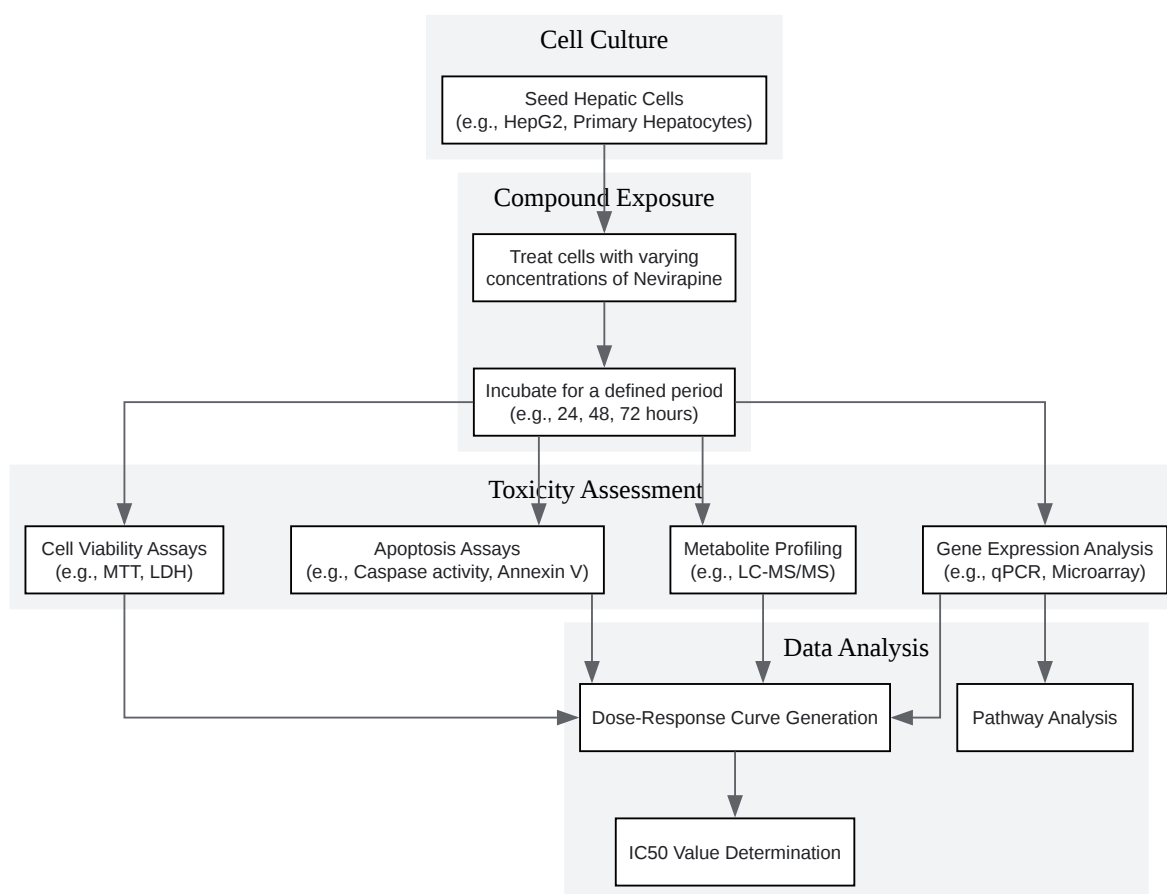 Cell Culture
Seed Hepatic Cells
(e.g., HepG2, Primary Hepatocytes)
Compound Exposure
Treat cells with varying
concentrations of Nevirapine
Incubate for a defined period
(e.g., 24, 48, 72 hours)
Toxicity Assessment
Cell Viability Assays
(e.g., MTT, LDH)
Apoptosis Assays
(e.g., Caspase activity, Annexin V)
Metabolite Profiling
(e.g., LC-MS/MS)
Gene Expression Analysis
(e.g., qPCR, Microarray)
Data Analysis
Dose-Response Curve Generation
Pathway Analysis
IC50 Value Determination